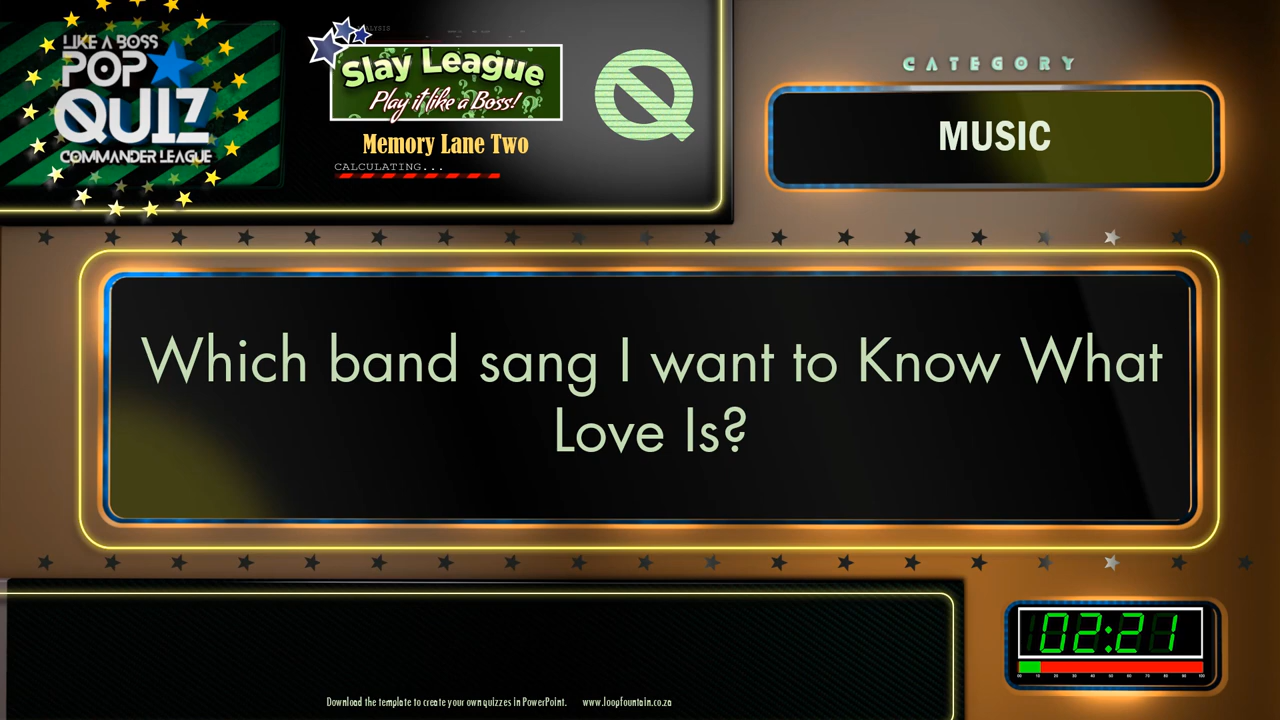 LIKE A BOSS
POP
QUIZ
COMMANDER LEAGUE
Slay League
Play it like a Boss!
Memory Lane Two
CALCULATING...
Q
CATEGORY
MUSIC
Which band sang I want to Know What
Love Is?
02:21
Download the template to create your own quizzes in PowerPoint. www.loopfountain.co.za